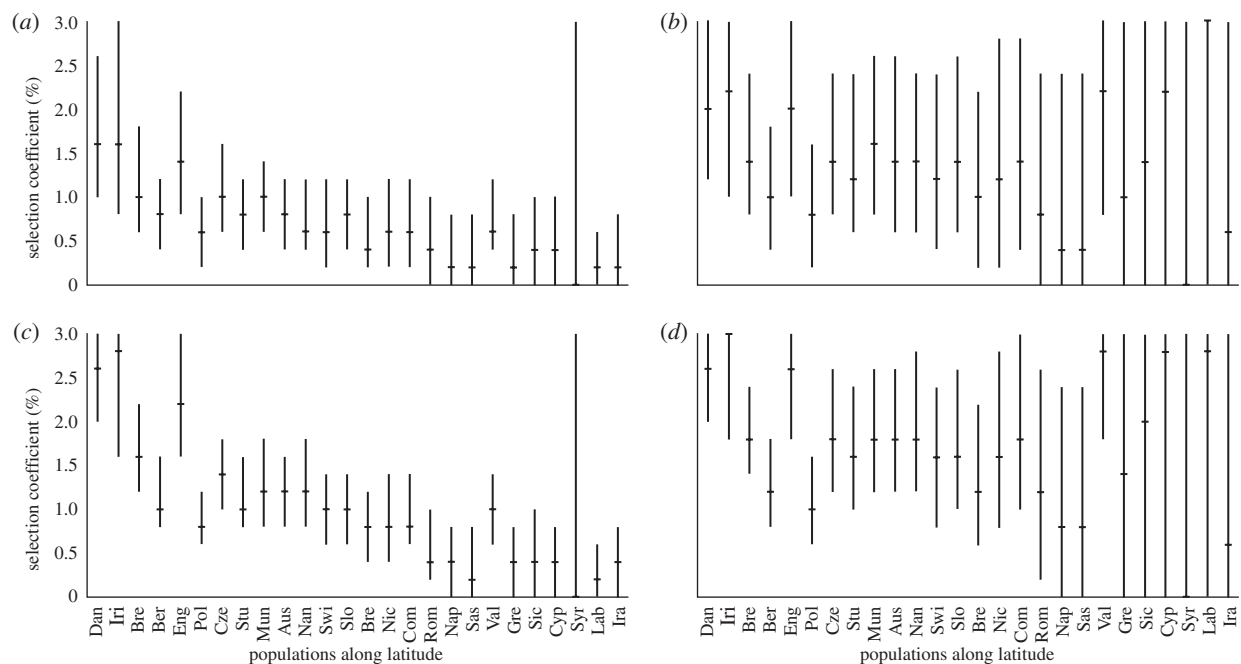 (a)
3.0
2.5
2.0
1.5
1.0
0.5
0
selection coefficient (%)
(b)
(c)
3.0
2.5
2.0
1.5
1.0
0.5
0
selection coefficient (%)
Dan Iri Bre Ber Eng Pol Cze Stu Mun Aus Nan Swi Slo Bre Nic Com Rom Nap Sas Val Gre Sic Cyp Syr Lab Ira
populations along latitude
(d)
Dan Iri Bre Ber Eng Pol Cze Stu Mun Aus Nan Swi Slo Bre Nic Com Rom Nap Sas Val Gre Sic Cyp Syr Lab Ira
populations along latitude